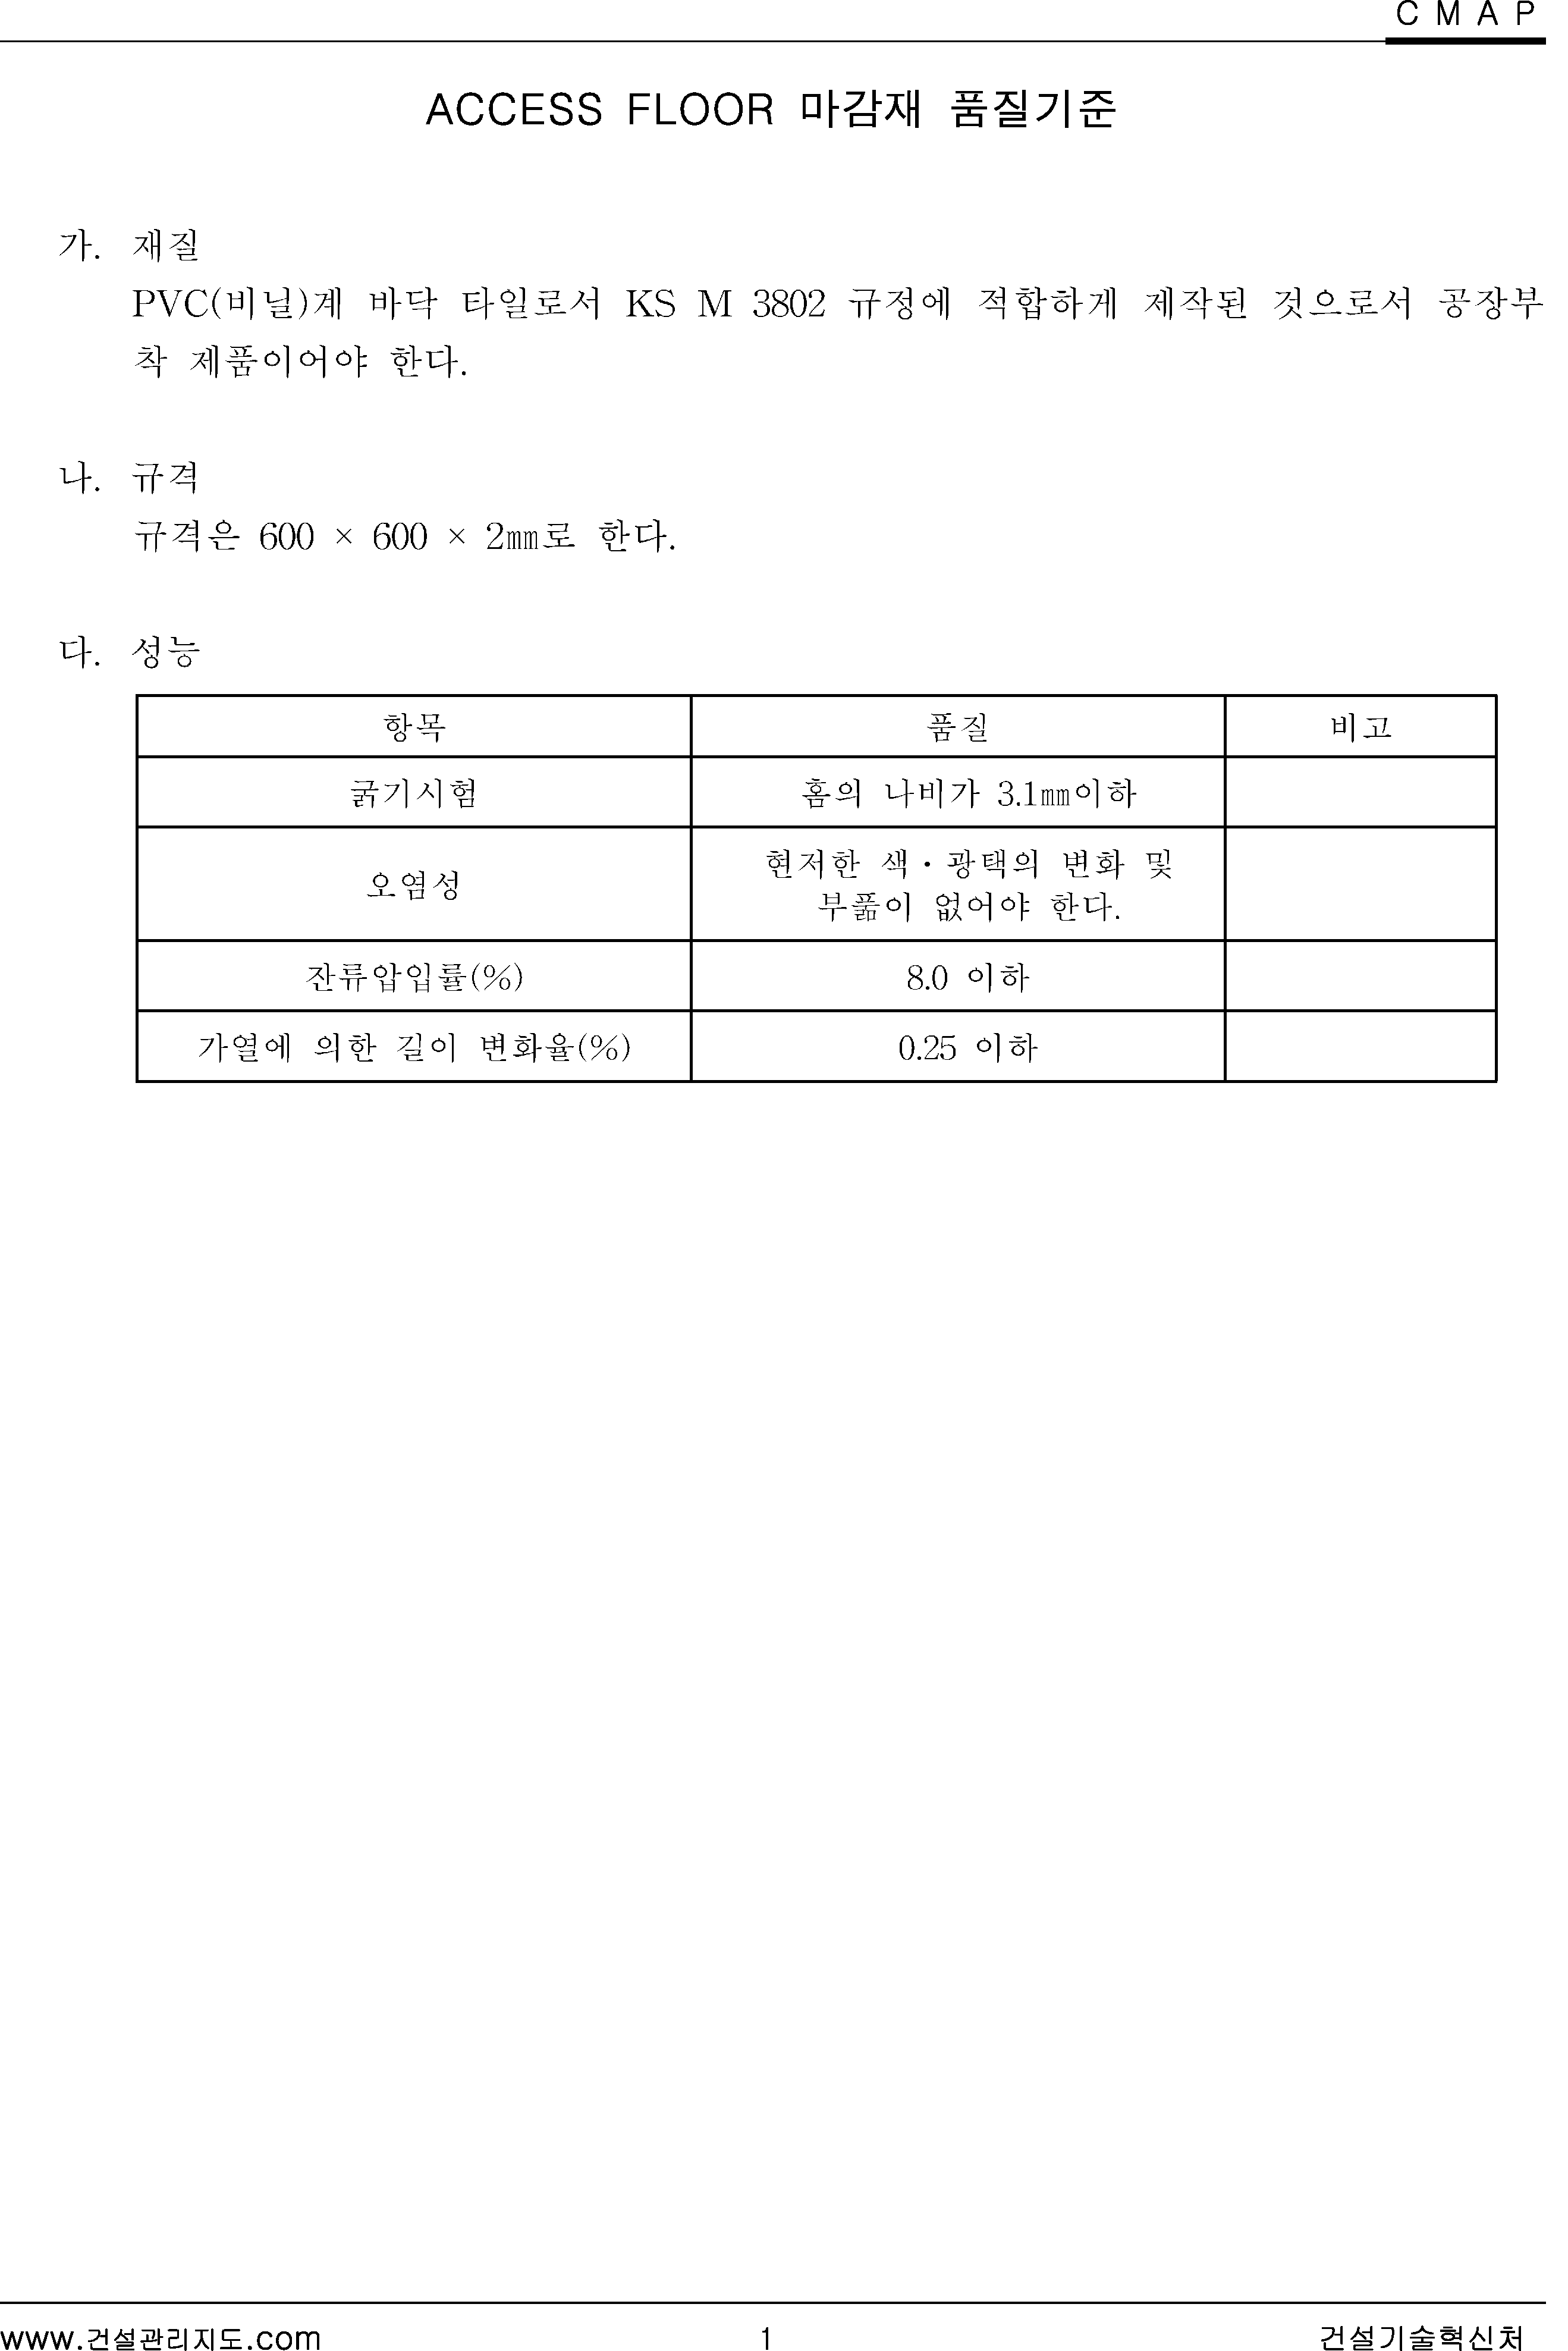 C M A P
ACCESS FLOOR 마감재 품질기준
가. 재질
PVC(비닐)계 바닥 타일로서 KS M 3802 규정에 적합하게 제작된 것으로서 공장부
착 제품이어야 한다.
나. 규격
규격은 600 × 600 × 2㎜로 한다.
다. 성능
항목 품질 비고
굵기시험 홈의 나비가 3.1㎜이하
오염성 현저한 색·광택의 변화 및
부풂이 없어야 한다.
잔류압입률(%) 8.0 이하
가열에 의한 길이 변화율(%) 0.25 이하
www.건설관리지도.com 1 건설기술혁신처